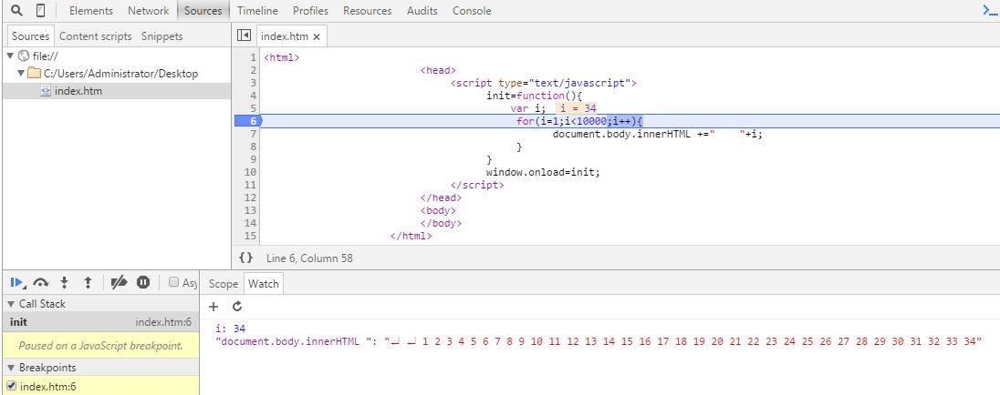 Elements Network Sources Timeline Profiles Resources Audits Console
Sources Content scripts Snippets
index.htm ×
file://
C:/Users/Administrator/Desktop
index.htm
1 <html>
2 <head>
3 <script type="text/javascript">
4 init=function(){
5 var i; i = 34
6 for(i=1;i<10000;i++){
7 document.body.innerHTML +="    "+i;
8 }
9 }
10 window.onload=init;
11 </script>
12 </head>
13 <body>
14 </body>
15 </html>
{} Line 6, Column 58
Asy
Scope Watch
Call Stack
init index.htm:6
Paused on a JavaScript breakpoint.
Breakpoints
index.htm:6
i: 34
"document.body.innerHTML ": "↵ ↵ 1 2 3 4 5 6 7 8 9 10 11 12 13 14 15 16 17 18 19 20 21 22 23 24 25 26 27 28 29 30 31 32 33 34"